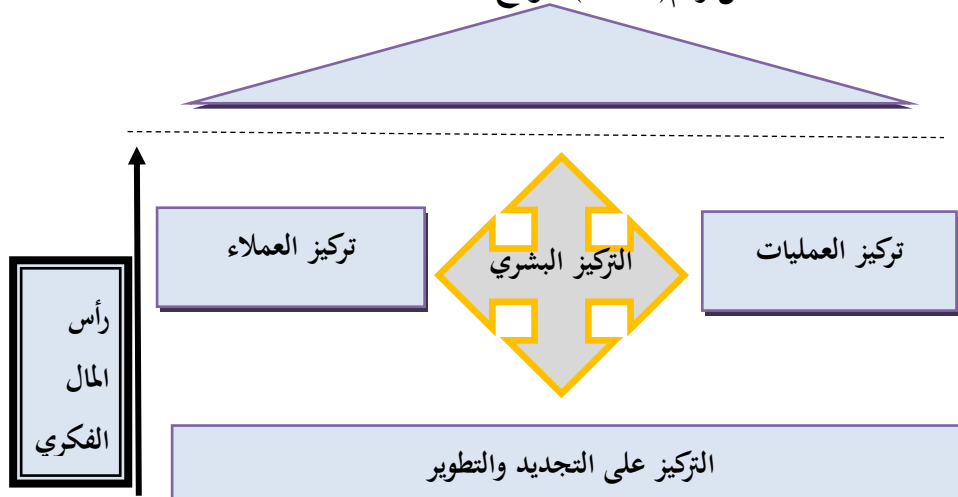 تركيز العملاء
التركيز البشري
تركيز العمليات
رأس
المال
الفكري
التركيز على التجديد والتطوير